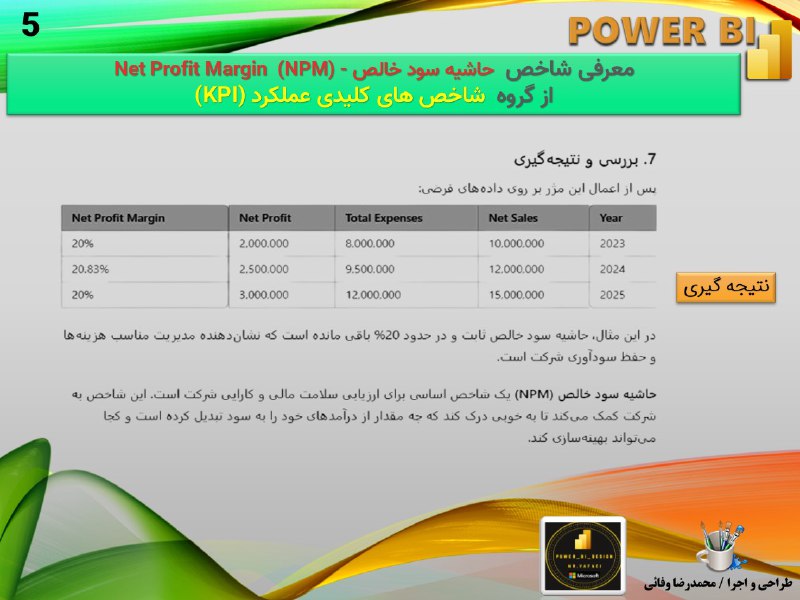 5
POWER BI
معرفی شاخص حاشیه سود خالص - Net Profit Margin (NPM)
از گروه شاخص های کلیدی عملکرد (KPI)
7. بررسی و نتیجه‌گیری
پس از اعمال این مژر بر روی داده‌های فرضی:
Net Profit Margin Net Profit Total Expenses Net Sales Year
20% 2,000,000 8,000,000 10,000,000 2023
20.83% 2,500,000 9,500,000 12,000,000 2024
20% 3,000,000 12,000,000 15,000,000 2025
نتیجه گیری
در این مثال، حاشیه سود خالص ثابت و در حدود 20% باقی مانده است که نشان‌دهنده مدیریت مناسب هزینه‌ها
و حفظ سودآوری شرکت است.
حاشیه سود خالص (NPM) یک شاخص اساسی برای ارزیابی سلامت مالی و کارایی شرکت است. این شاخص به
شرکت کمک می‌کند تا به خوبی درک کند که چه مقدار از درآمدهای خود را به سود تبدیل کرده است و کجا
می‌تواند بهینه‌سازی کند.
POWER_BI_DESIGN
MR.VAFAEI
Microsoft
طراحی و اجرا / محمدرضا وفائی